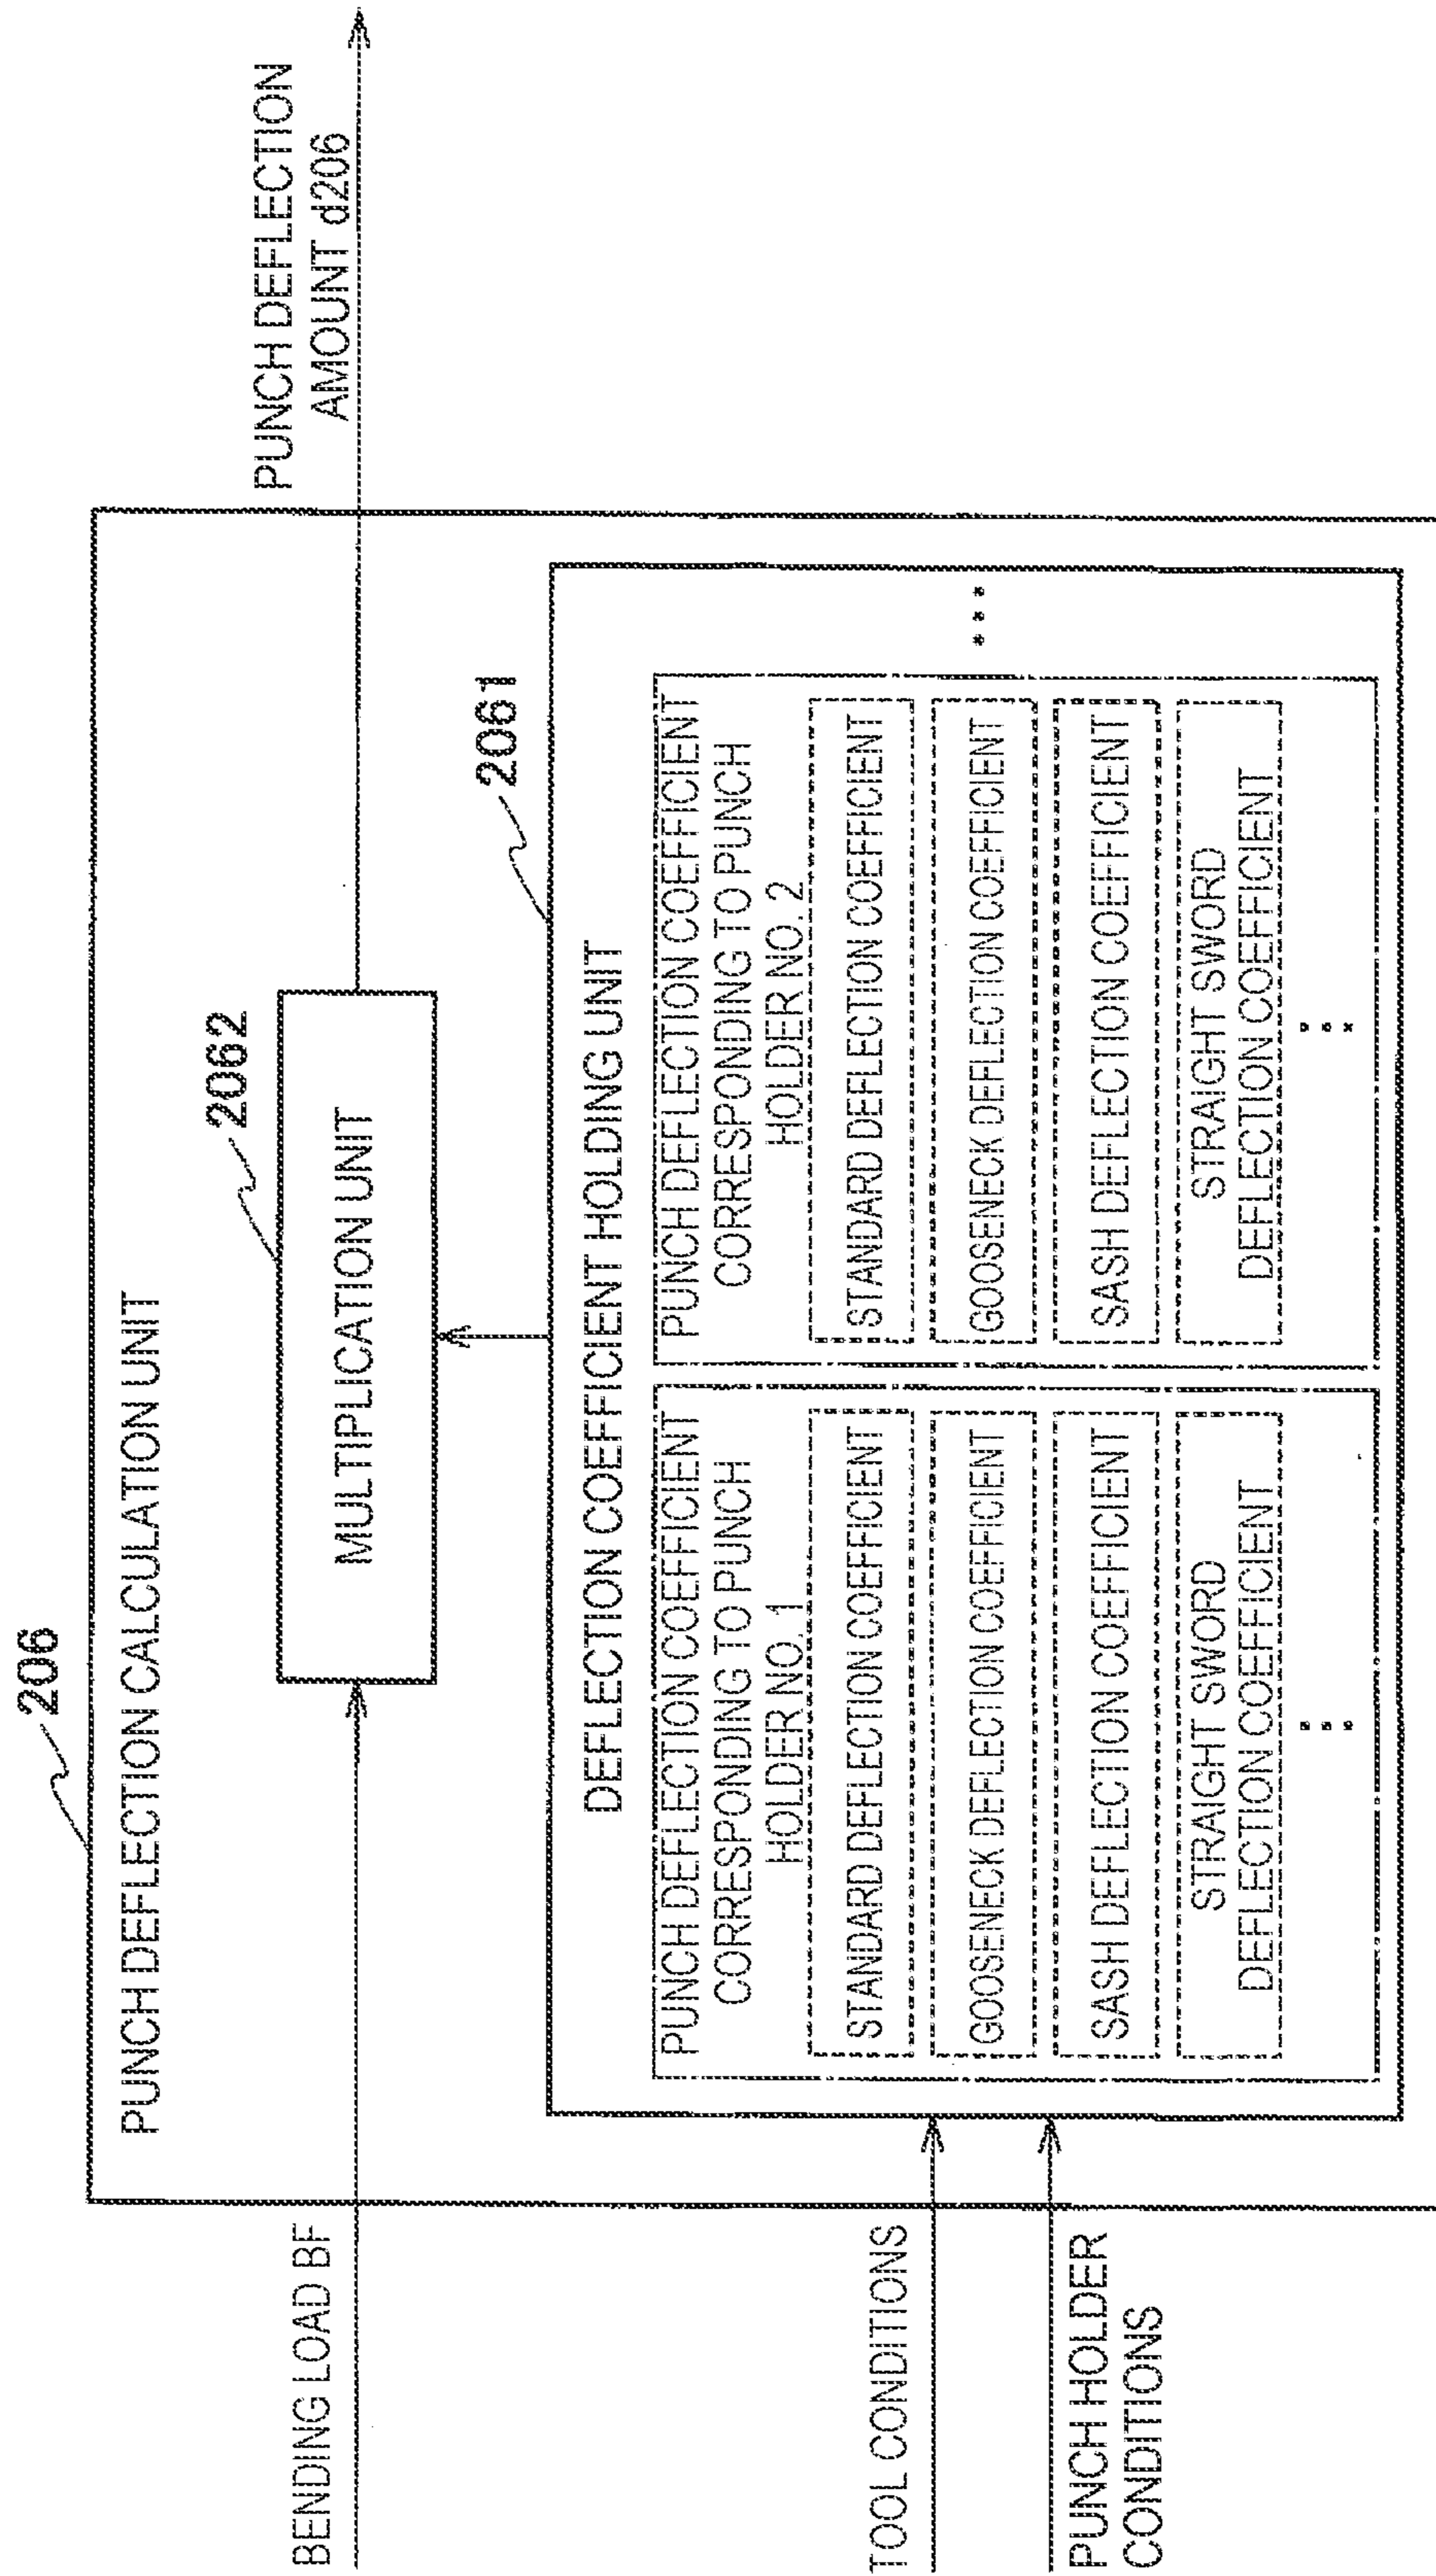 206
PUNCH DEFLECTION CALCULATION UNIT
BENDING LOAD BF
2062
MULTIPLICATION UNIT
PUNCH DEFLECTION
AMOUNT d206
2061
DEFLECTION COEFFICIENT HOLDING UNIT
TOOL CONDITIONS
PUNCH HOLDER
CONDITIONS
PUNCH DEFLECTION COEFFICIENT
CORRESPONDING TO PUNCH
HOLDER NO. 1
STANDARD DEFLECTION COEFFICIENT
GOOSENECK DEFLECTION COEFFICIENT
SASH DEFLECTION COEFFICIENT
STRAIGHT SWORD
DEFLECTION COEFFICIENT
...
PUNCH DEFLECTION COEFFICIENT
CORRESPONDING TO PUNCH
HOLDER NO. 2
STANDARD DEFLECTION COEFFICIENT
GOOSENECK DEFLECTION COEFFICIENT
SASH DEFLECTION COEFFICIENT
STRAIGHT SWORD
DEFLECTION COEFFICIENT
...
...